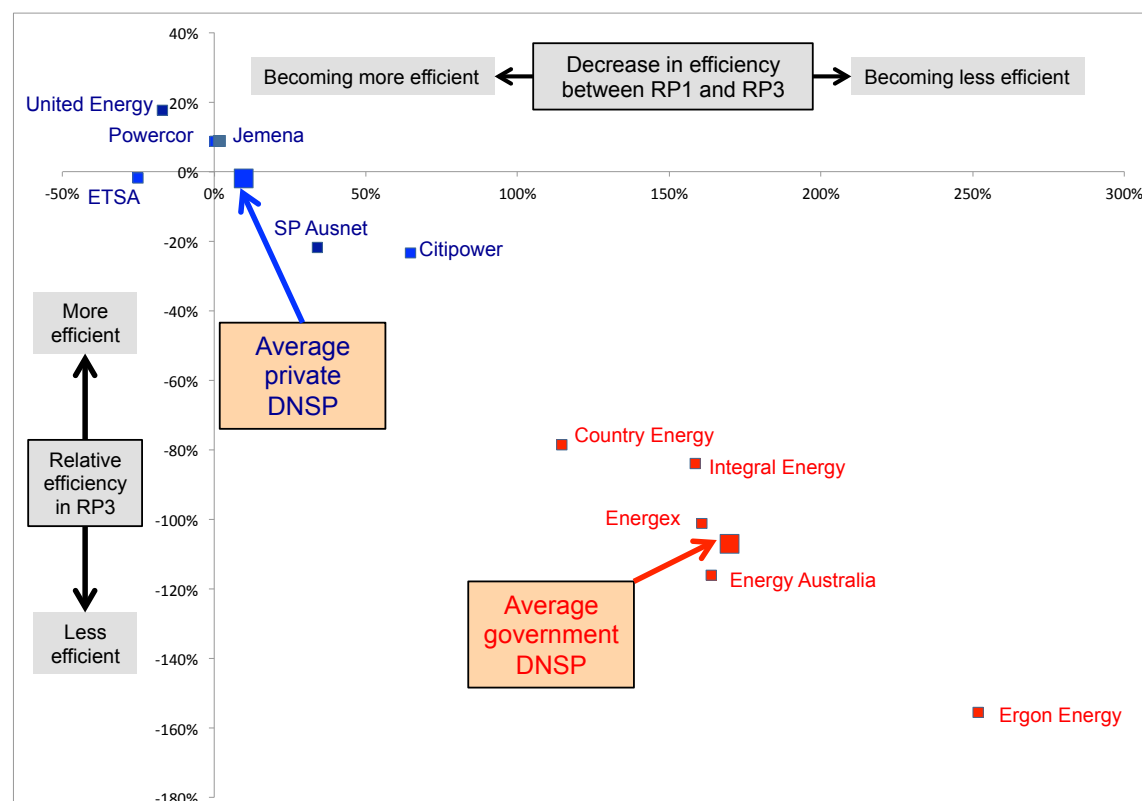 40%
Becoming more efficient
Decrease in efficiency
between RP1 and RP3
Becoming less efficient
United Energy
20%
Powercor
Jemena
0%
-50%
0%
50%
100%
150%
200%
250%
300%
ETSA
SP Ausnet
Citipower
-20%
-40%
More
efficient
Average
private
DNSP
-60%
-80%
Country Energy
Integral Energy
Relative
efficiency
in RP3
-100%
Energex
-120%
Energy Australia
Average
government
DNSP
Less
efficient
-140%
-160%
Ergon Energy
-180%